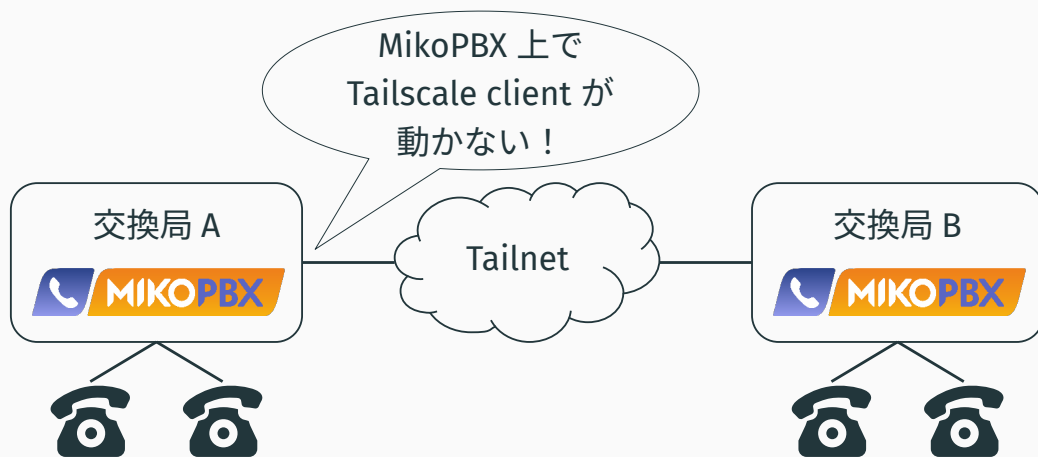 MikoPBX 上で
Tailscale client が
動かない！
交換局 A
MIKOPBX
Tailnet
交換局 B
MIKOPBX